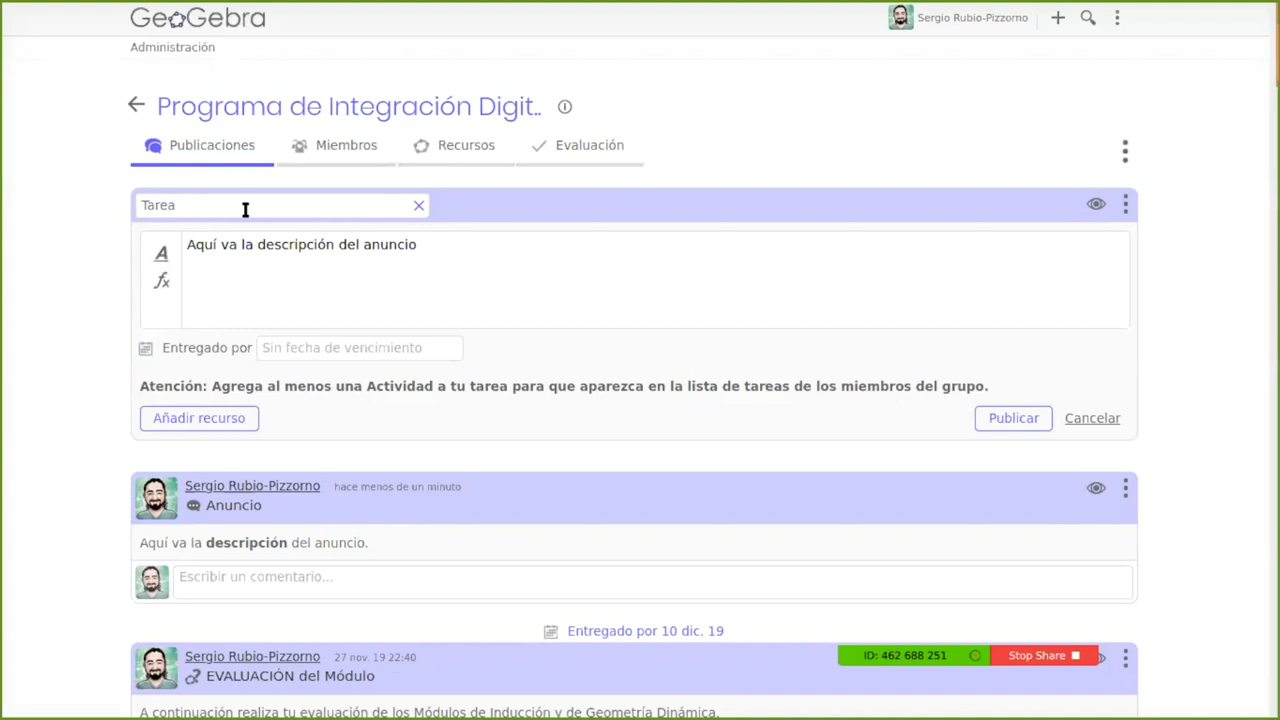 GeoGebra
Sergio Rubio-Pizzorno
Administración
Programa de Integración Digit..
Publicaciones
Miembros
Recursos
Evaluación
Tarea
Aquí va la descripción del anuncio
Entregado por
Sin fecha de vencimiento
Atención: Agrega al menos una Actividad a tu tarea para que aparezca en la lista de tareas de los miembros del grupo.
Añadir recurso
Publicar
Cancelar
Sergio Rubio-Pizzorno
hace menos de un minuto
Anuncio
Aquí va la descripción del anuncio.
Escribir un comentario...
Entregado por 10 dic. 19
Sergio Rubio-Pizzorno
27 nov. 19 22:40
ID: 462 688 251
Stop Share
EVALUACIÓN del Módulo
A continuación realiza tu evaluación de los Módulos de Inducción y de Geometría Dinámica.